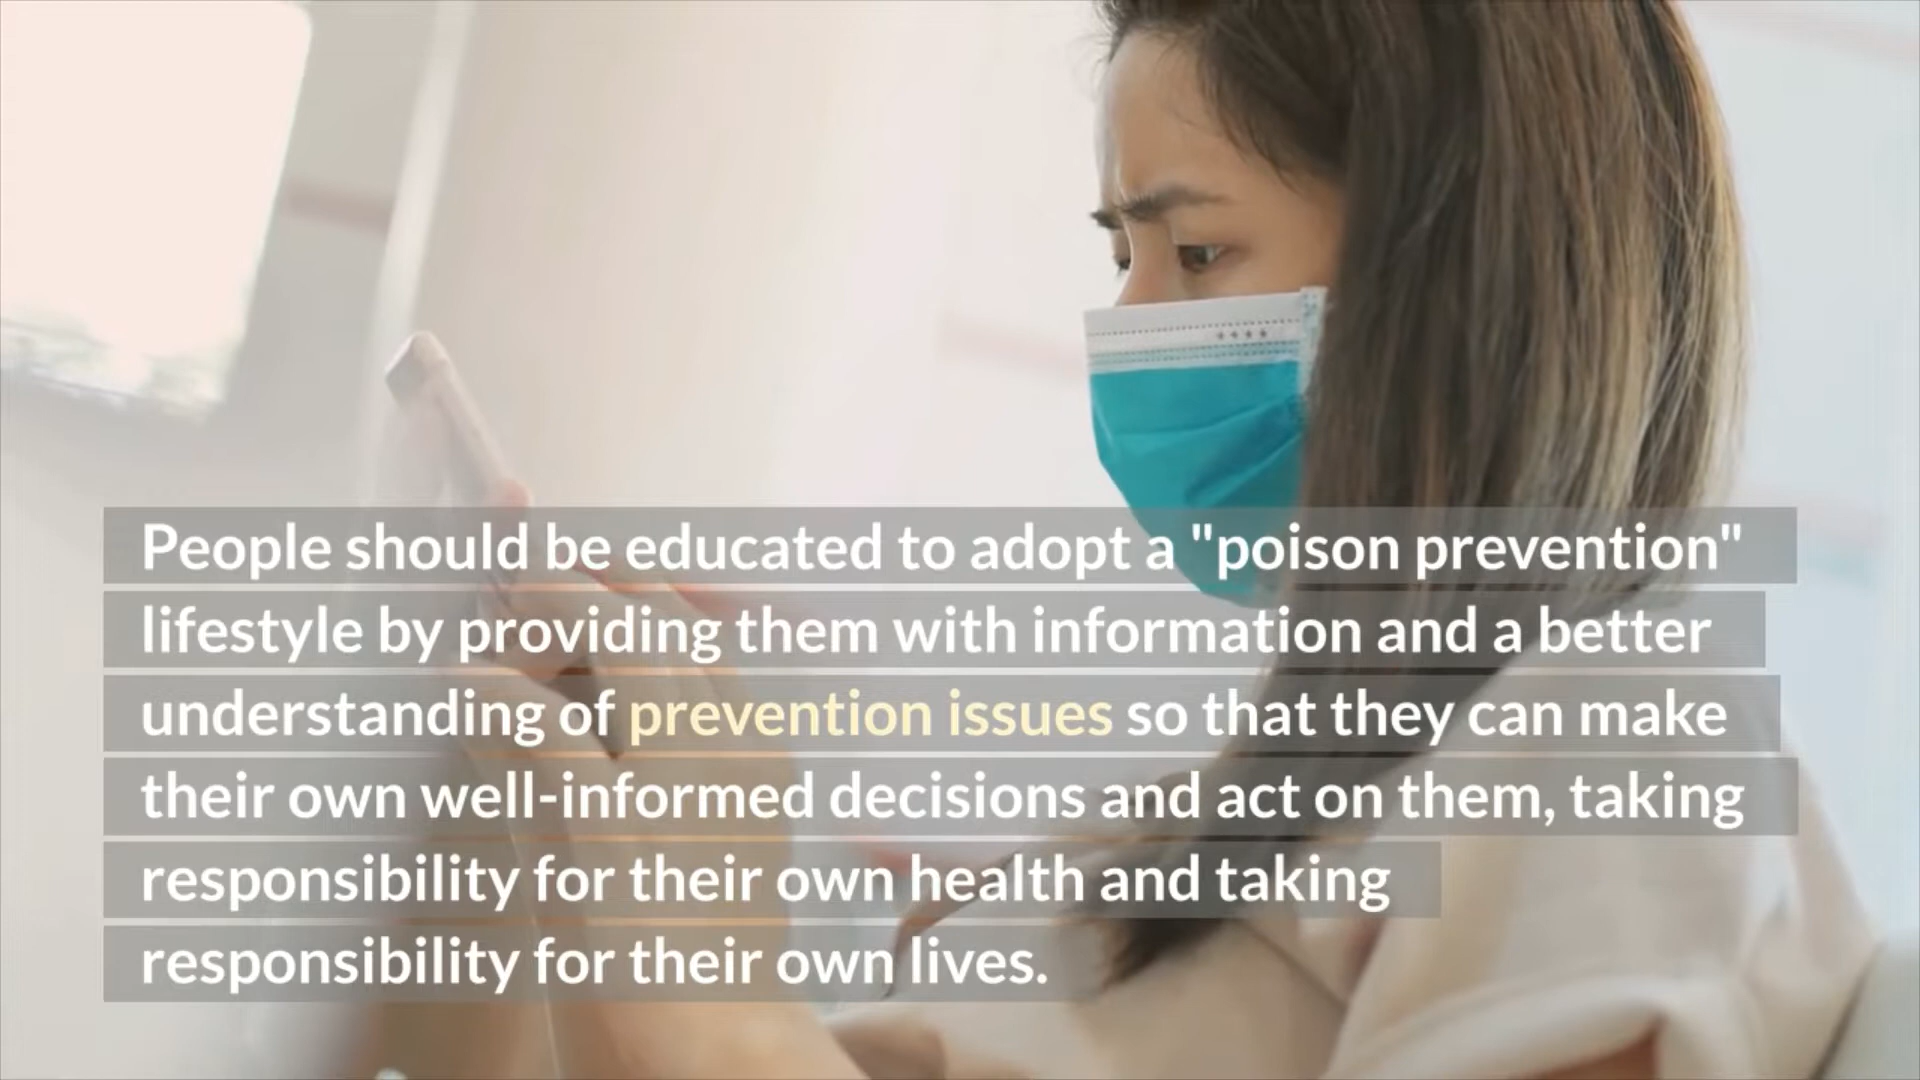 People should be educated to adopt a "poison prevention"
lifestyle by providing them with information and a better
understanding of prevention issues so that they can make
their own well-informed decisions and act on them, taking
responsibility for their own health and taking
responsibility for their own lives.